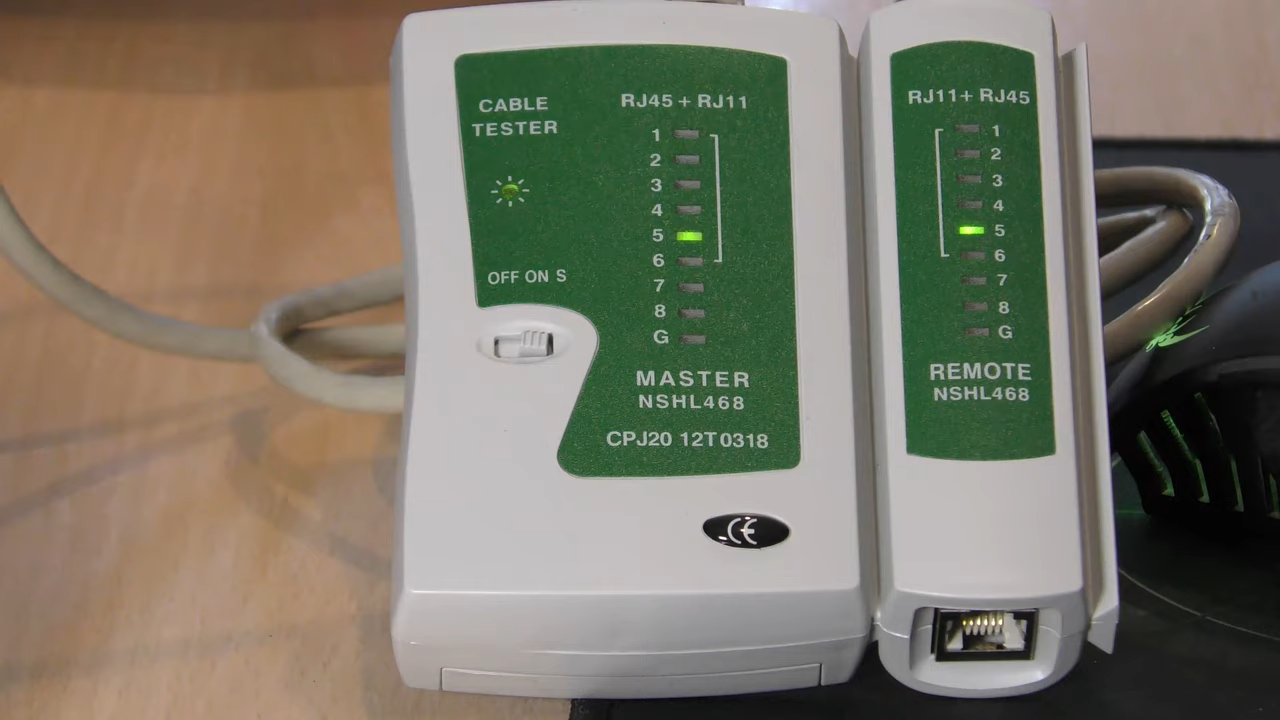 CABLE
TESTER
OFF ON S
RJ45 + RJ11
1
2
3
4
5
6
7
8
G
MASTER
NSHL468
CPJ20 12T0318
CE
RJ11+ RJ45
1
2
3
4
5
6
7
8
G
REMOTE
NSHL468